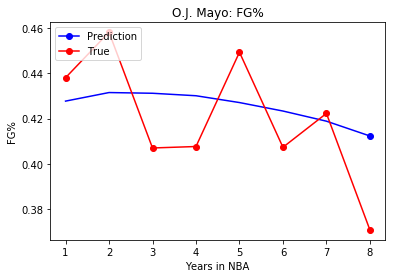 O.J. Mayo: FG%
0.46
0.44
0.42
0.40
0.38
FG%
Prediction
True
1 2 3 4 5 6 7 8
Years in NBA